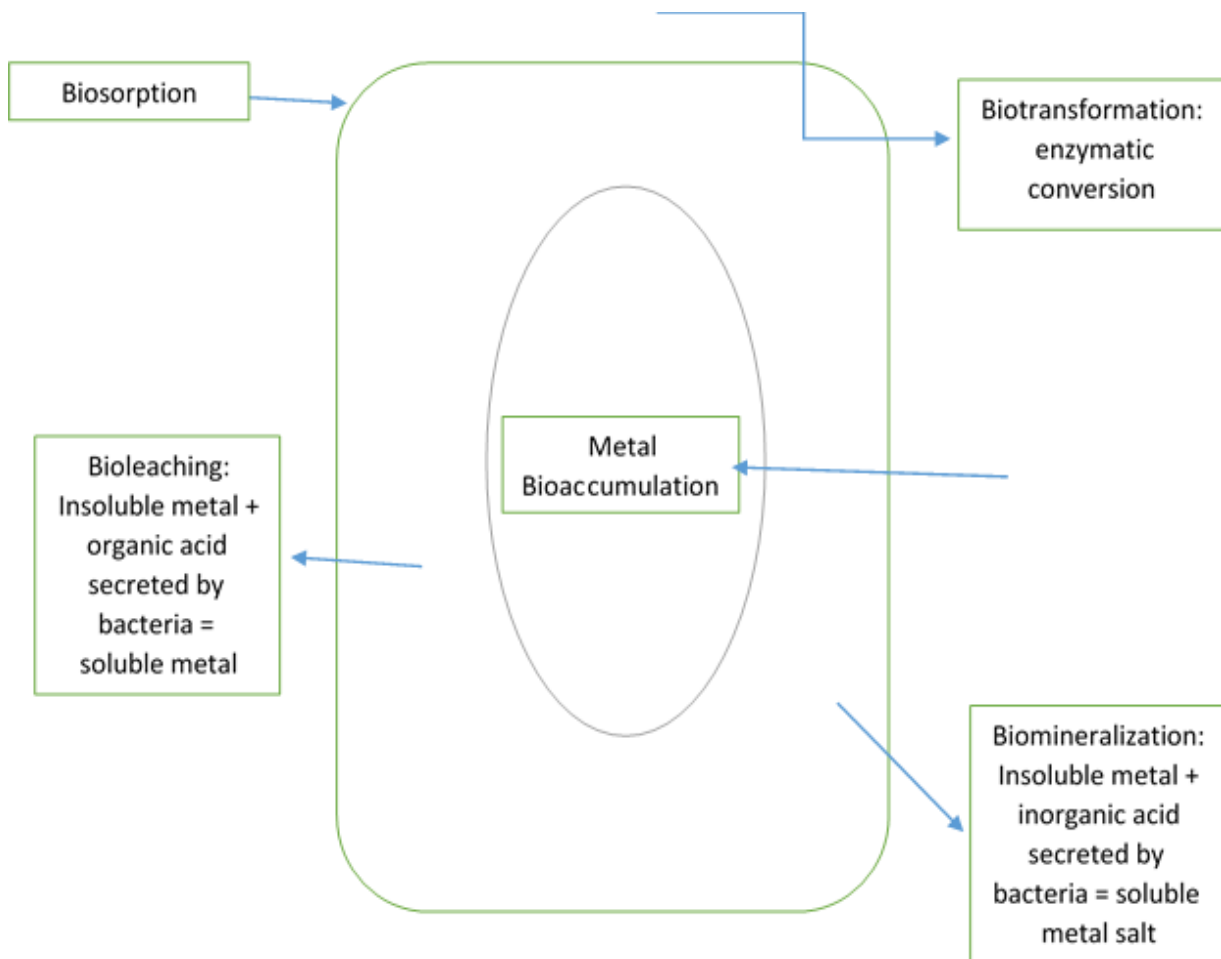 Biosorption
Biotransformation:
enzymatic
conversion
Metal
Bioaccumulation
Bioleaching:
Insoluble metal +
organic acid
secreted by
bacteria =
soluble metal
Biomineralization:
Insoluble metal +
inorganic acid
secreted by
bacteria = soluble
metal salt